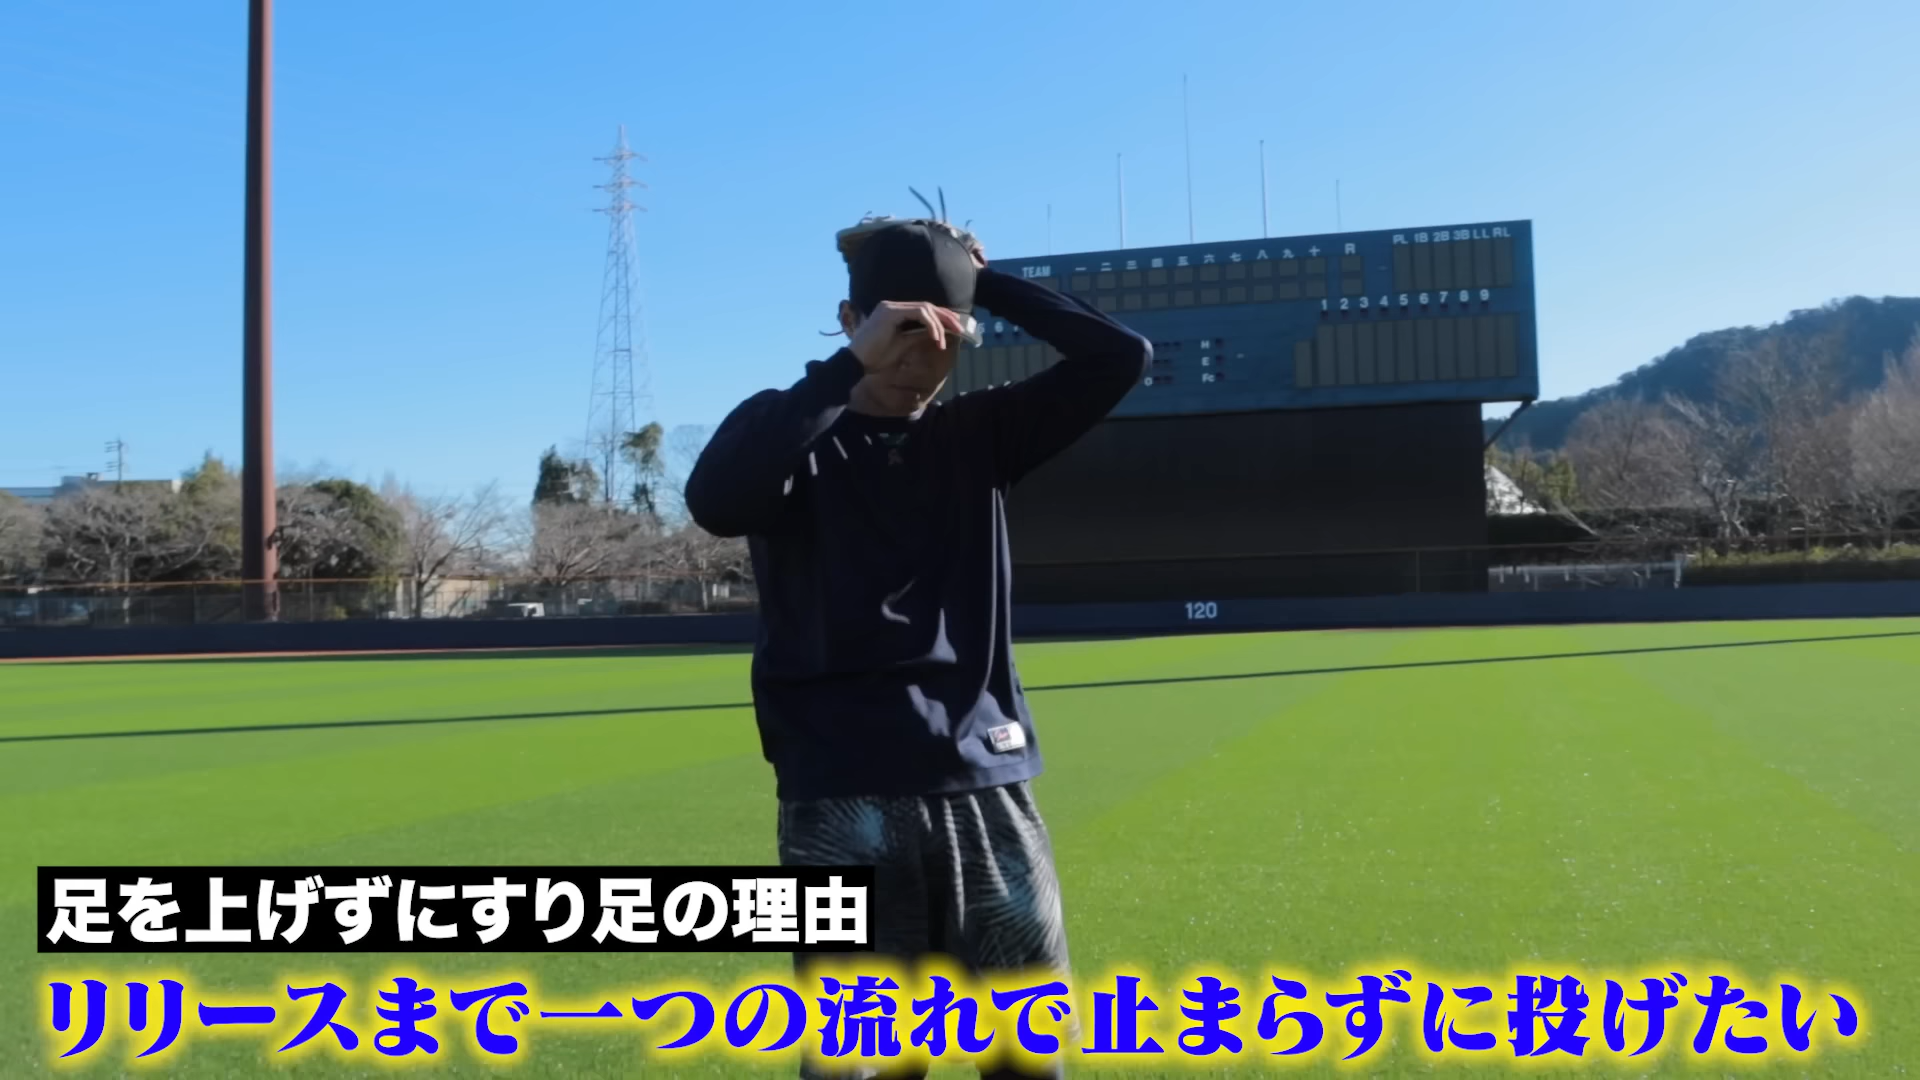 TEAM 一 二 三 四 五 六 七 八 九 十 R
PL 1B 2B 3B LL RL
1 2 3 4 5 6 7 8 9
5 6
H
E
Fc
120
足を上げずにすり足の理由
リリースまで一つの流れで止まらずに投げたい